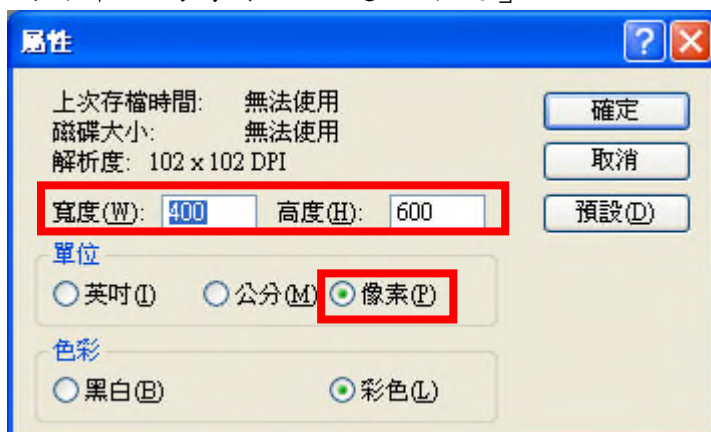 屬性
上次存檔時間: 無法使用
磁碟大小: 無法使用
解析度: 102 x 102 DPI
寬度(W): 400 高度(H): 600
單位
英吋(I) 公分(M) 像素(P)
色彩
黑白(B) 彩色(L)
確定
取消
預設(D)